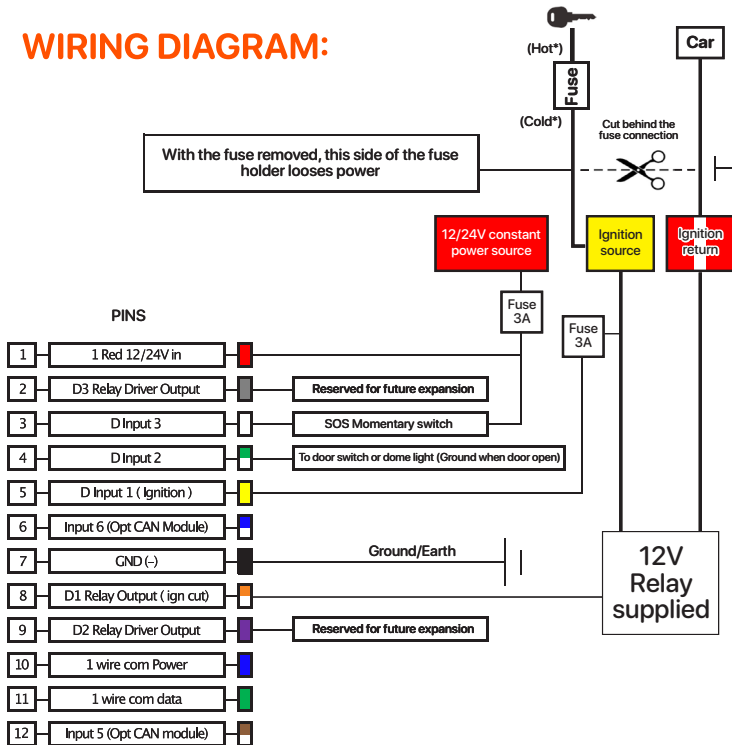 WIRING DIAGRAM:
(Hot*)
Fuse
(Cold*)
Car
Cut behind the
fuse connection
With the fuse removed, this side of the fuse
holder looses power
12/24V constant
power source
Ignition
source
Ignition
return
Fuse
3A
Fuse
3A
PINS
1 1 Red 12/24V in
2 D3 Relay Driver Output Reserved for future expansion
3 D Input 3 SOS Momentary switch
4 D Input 2 To door switch or dome light (Ground when door open)
5 D Input 1 ( Ignition )
6 Input 6 (Opt CAN Module)
7 GND (–) Ground/Earth
8 D1 Relay Output ( ign cut)
9 D2 Relay Driver Output Reserved for future expansion
10 1 wire com Power
11 1 wire com data
12 Input 5 (Opt CAN module)
12V
Relay
supplied